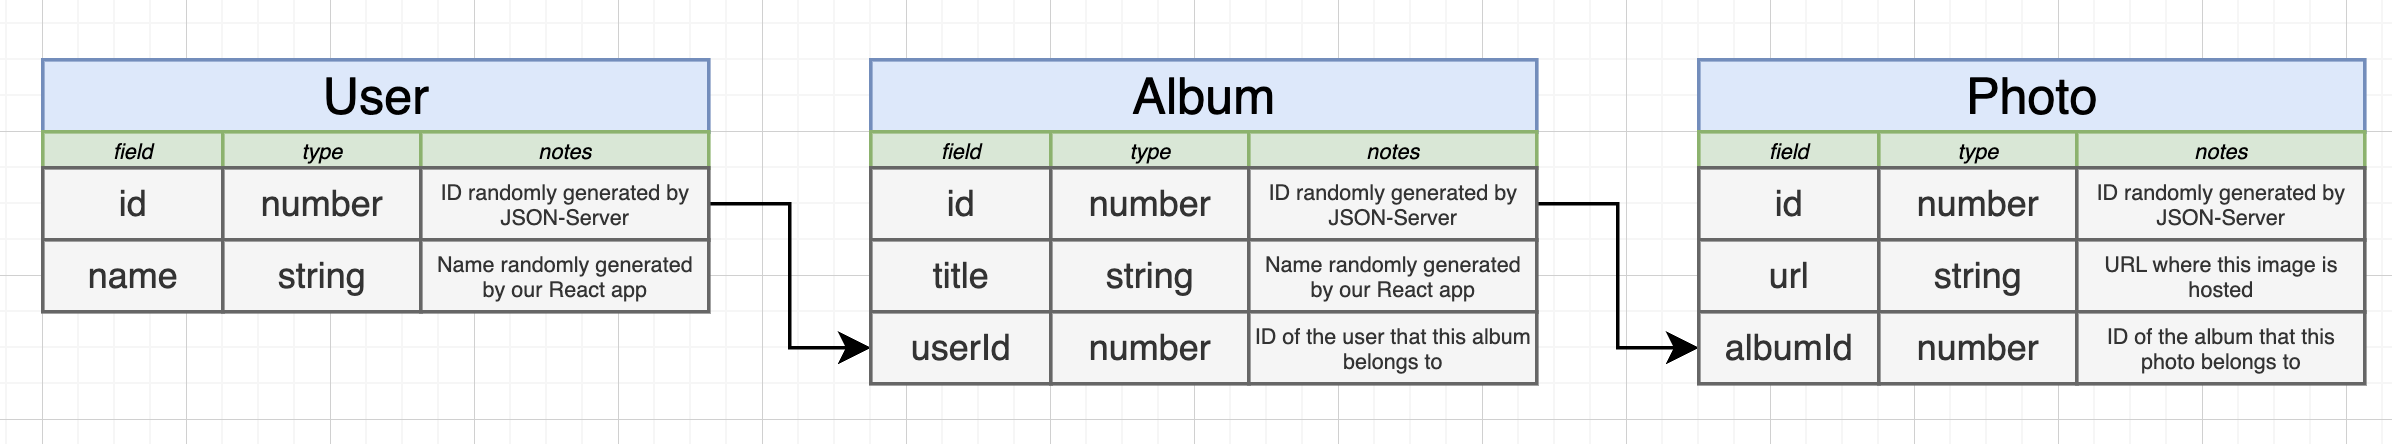 User
field type notes
id number ID randomly generated by
JSON-Server
name string Name randomly generated
by our React app
Album
field type notes
id number ID randomly generated by
JSON-Server
title string Name randomly generated
by our React app
userId number ID of the user that this album
belongs to
Photo
field type notes
id number ID randomly generated by
JSON-Server
url string URL where this image is
hosted
albumId number ID of the album that this
photo belongs to